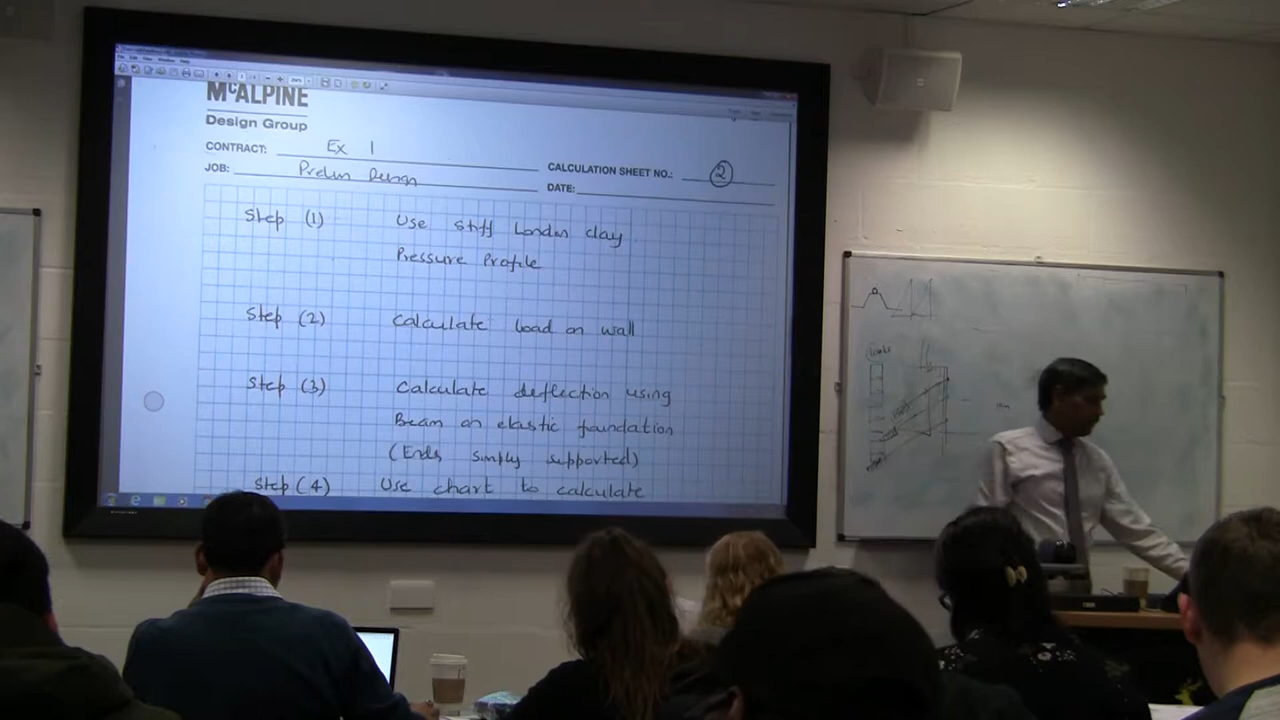 McALPINE
Design Group
CONTRACT: Ex 1
JOB: Prelim Design
CALCULATION SHEET NO.: 2
DATE:
Step (1) Use stiff London clay
Pressure Profile
Step (2) Calculate load on wall
Step (3) Calculate deflection using
Beam on elastic foundation
(Ends simply supported)
Step (4) Use chart to calculate